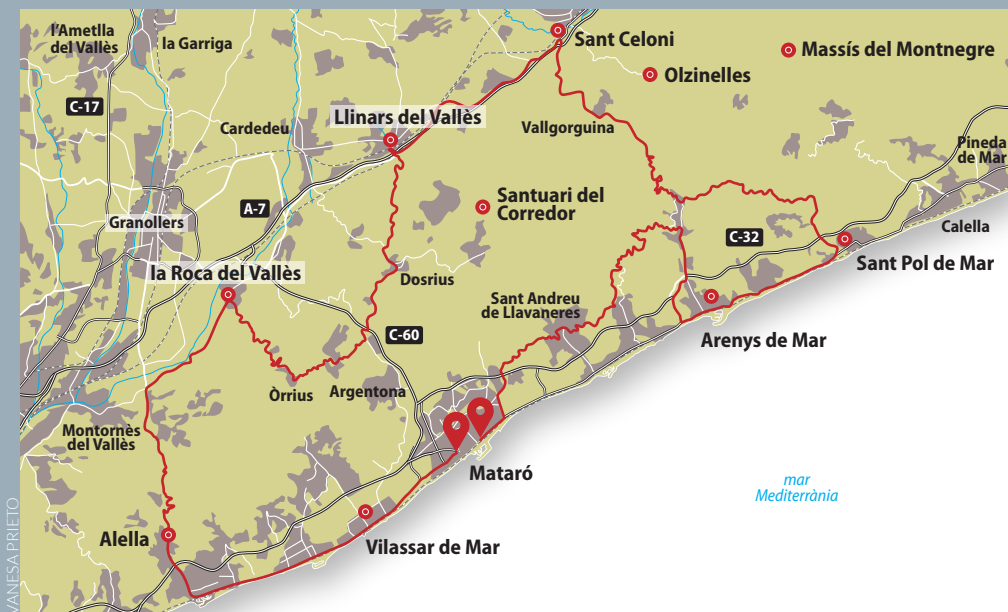 l'Ametlla
del Vallès
la Garriga
Sant Celoni
Massís del Montnegre
Olzinelles
C-17
Cardedeu
Llinars del Vallès
Vallgorguina
Pineda
de Mar
Santuari del
Corredor
A-7
Granollers
C-32
Calella
Sant Pol de Mar
la Roca del Vallès
Dosrius
Sant Andreu
de Llavaneres
C-60
Arenys de Mar
Òrrius
Argentona
Montornès
del Vallès
Mataró
mar
Mediterrània
Alella
Vilassar de Mar
VANESA PRIETO